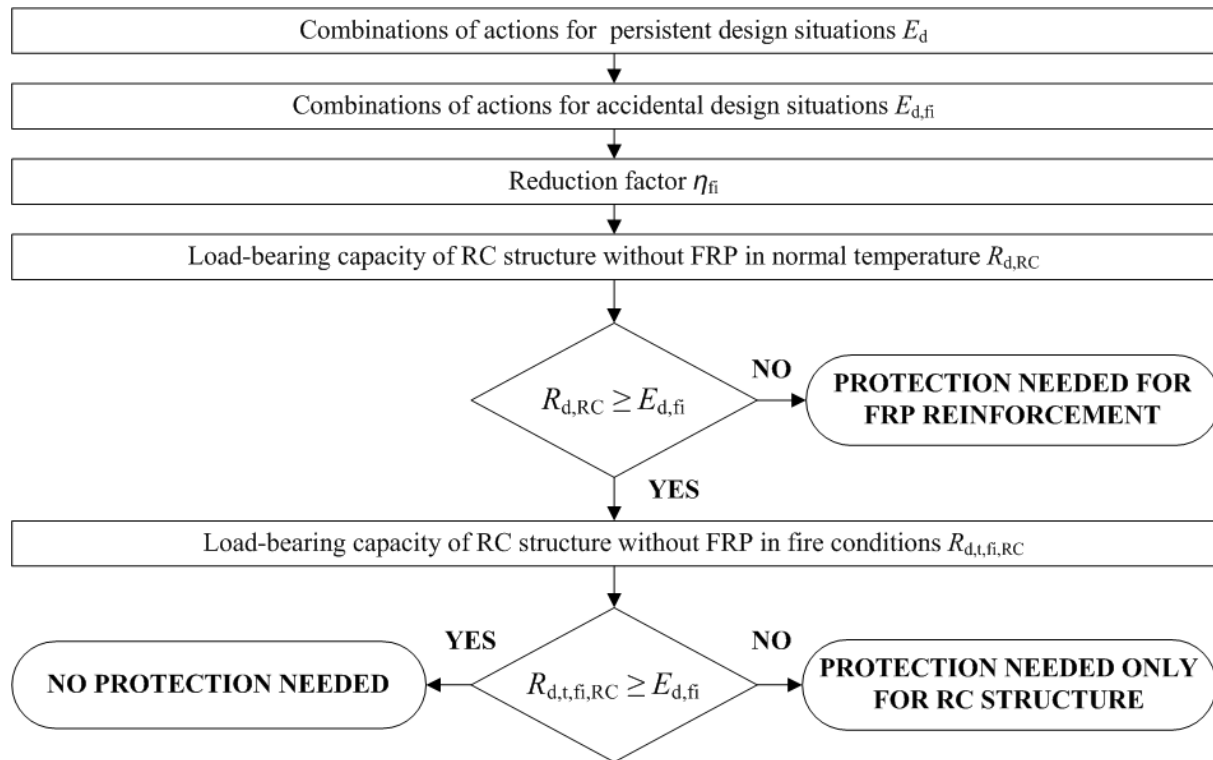 Combinations of actions for persistent design situations E_d
Combinations of actions for accidental design situations E_d,fi
Reduction factor η_fi
Load-bearing capacity of RC structure without FRP in normal temperature R_d,RC
R_d,RC ≥ E_d,fi
NO
PROTECTION NEEDED FOR
FRP REINFORCEMENT
YES
Load-bearing capacity of RC structure without FRP in fire conditions R_d,t,fi,RC
YES
NO PROTECTION NEEDED
R_d,t,fi,RC ≥ E_d,fi
NO
PROTECTION NEEDED ONLY
FOR RC STRUCTURE